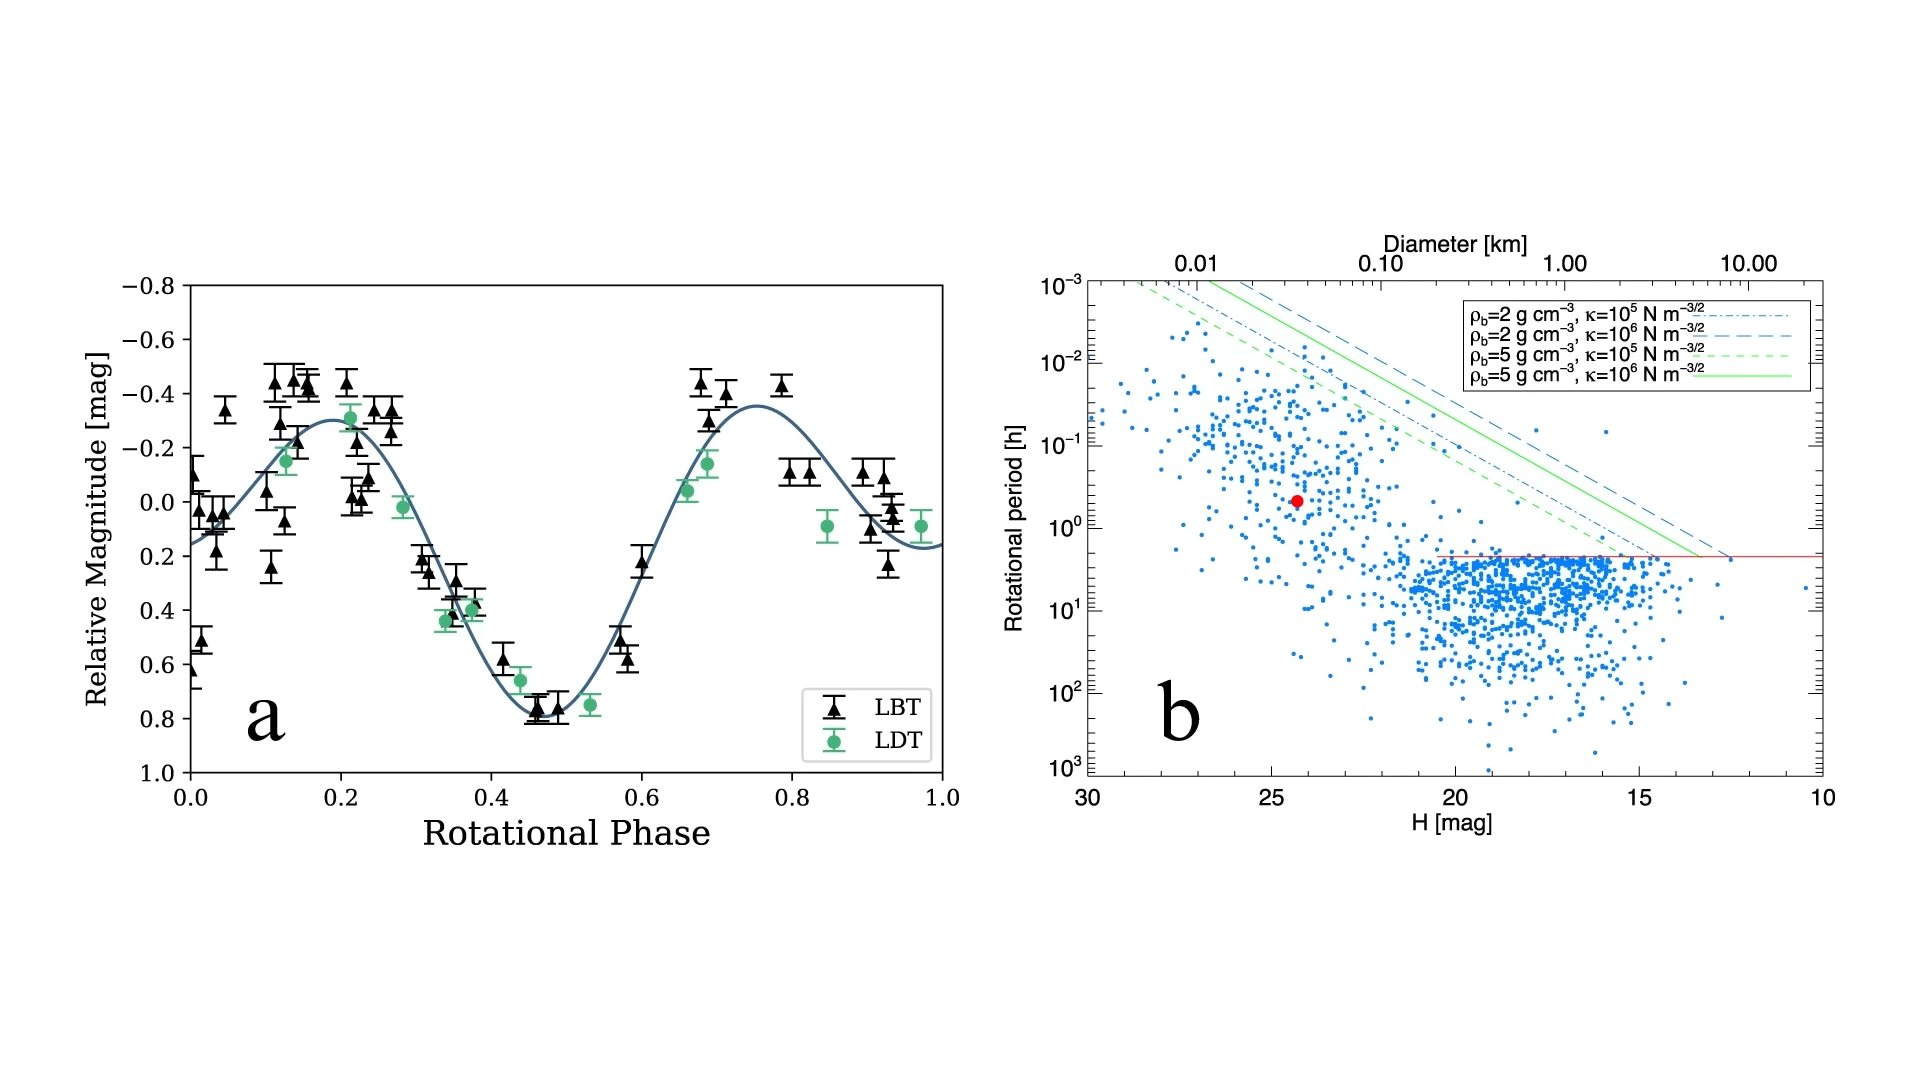 −0.8
−0.6
−0.4
−0.2
0.0
0.2
0.4
0.6
0.8
1.0
Relative Magnitude [mag]
a
LBT
LDT
0.0 0.2 0.4 0.6 0.8 1.0
Rotational Phase
Diameter [km]
0.01 0.10 1.00 10.00
10⁻³
10⁻²
10⁻¹
10⁰
10¹
10²
10³
Rotational period [h]
ρb=2 g cm⁻³, κ=10⁵ N m⁻³/²
ρb=2 g cm⁻³, κ=10⁶ N m⁻³/²
ρb=5 g cm⁻³, κ=10⁵ N m⁻³/²
ρb=5 g cm⁻³, κ=10⁶ N m⁻³/²
b
30 25 20 15 10
H [mag]